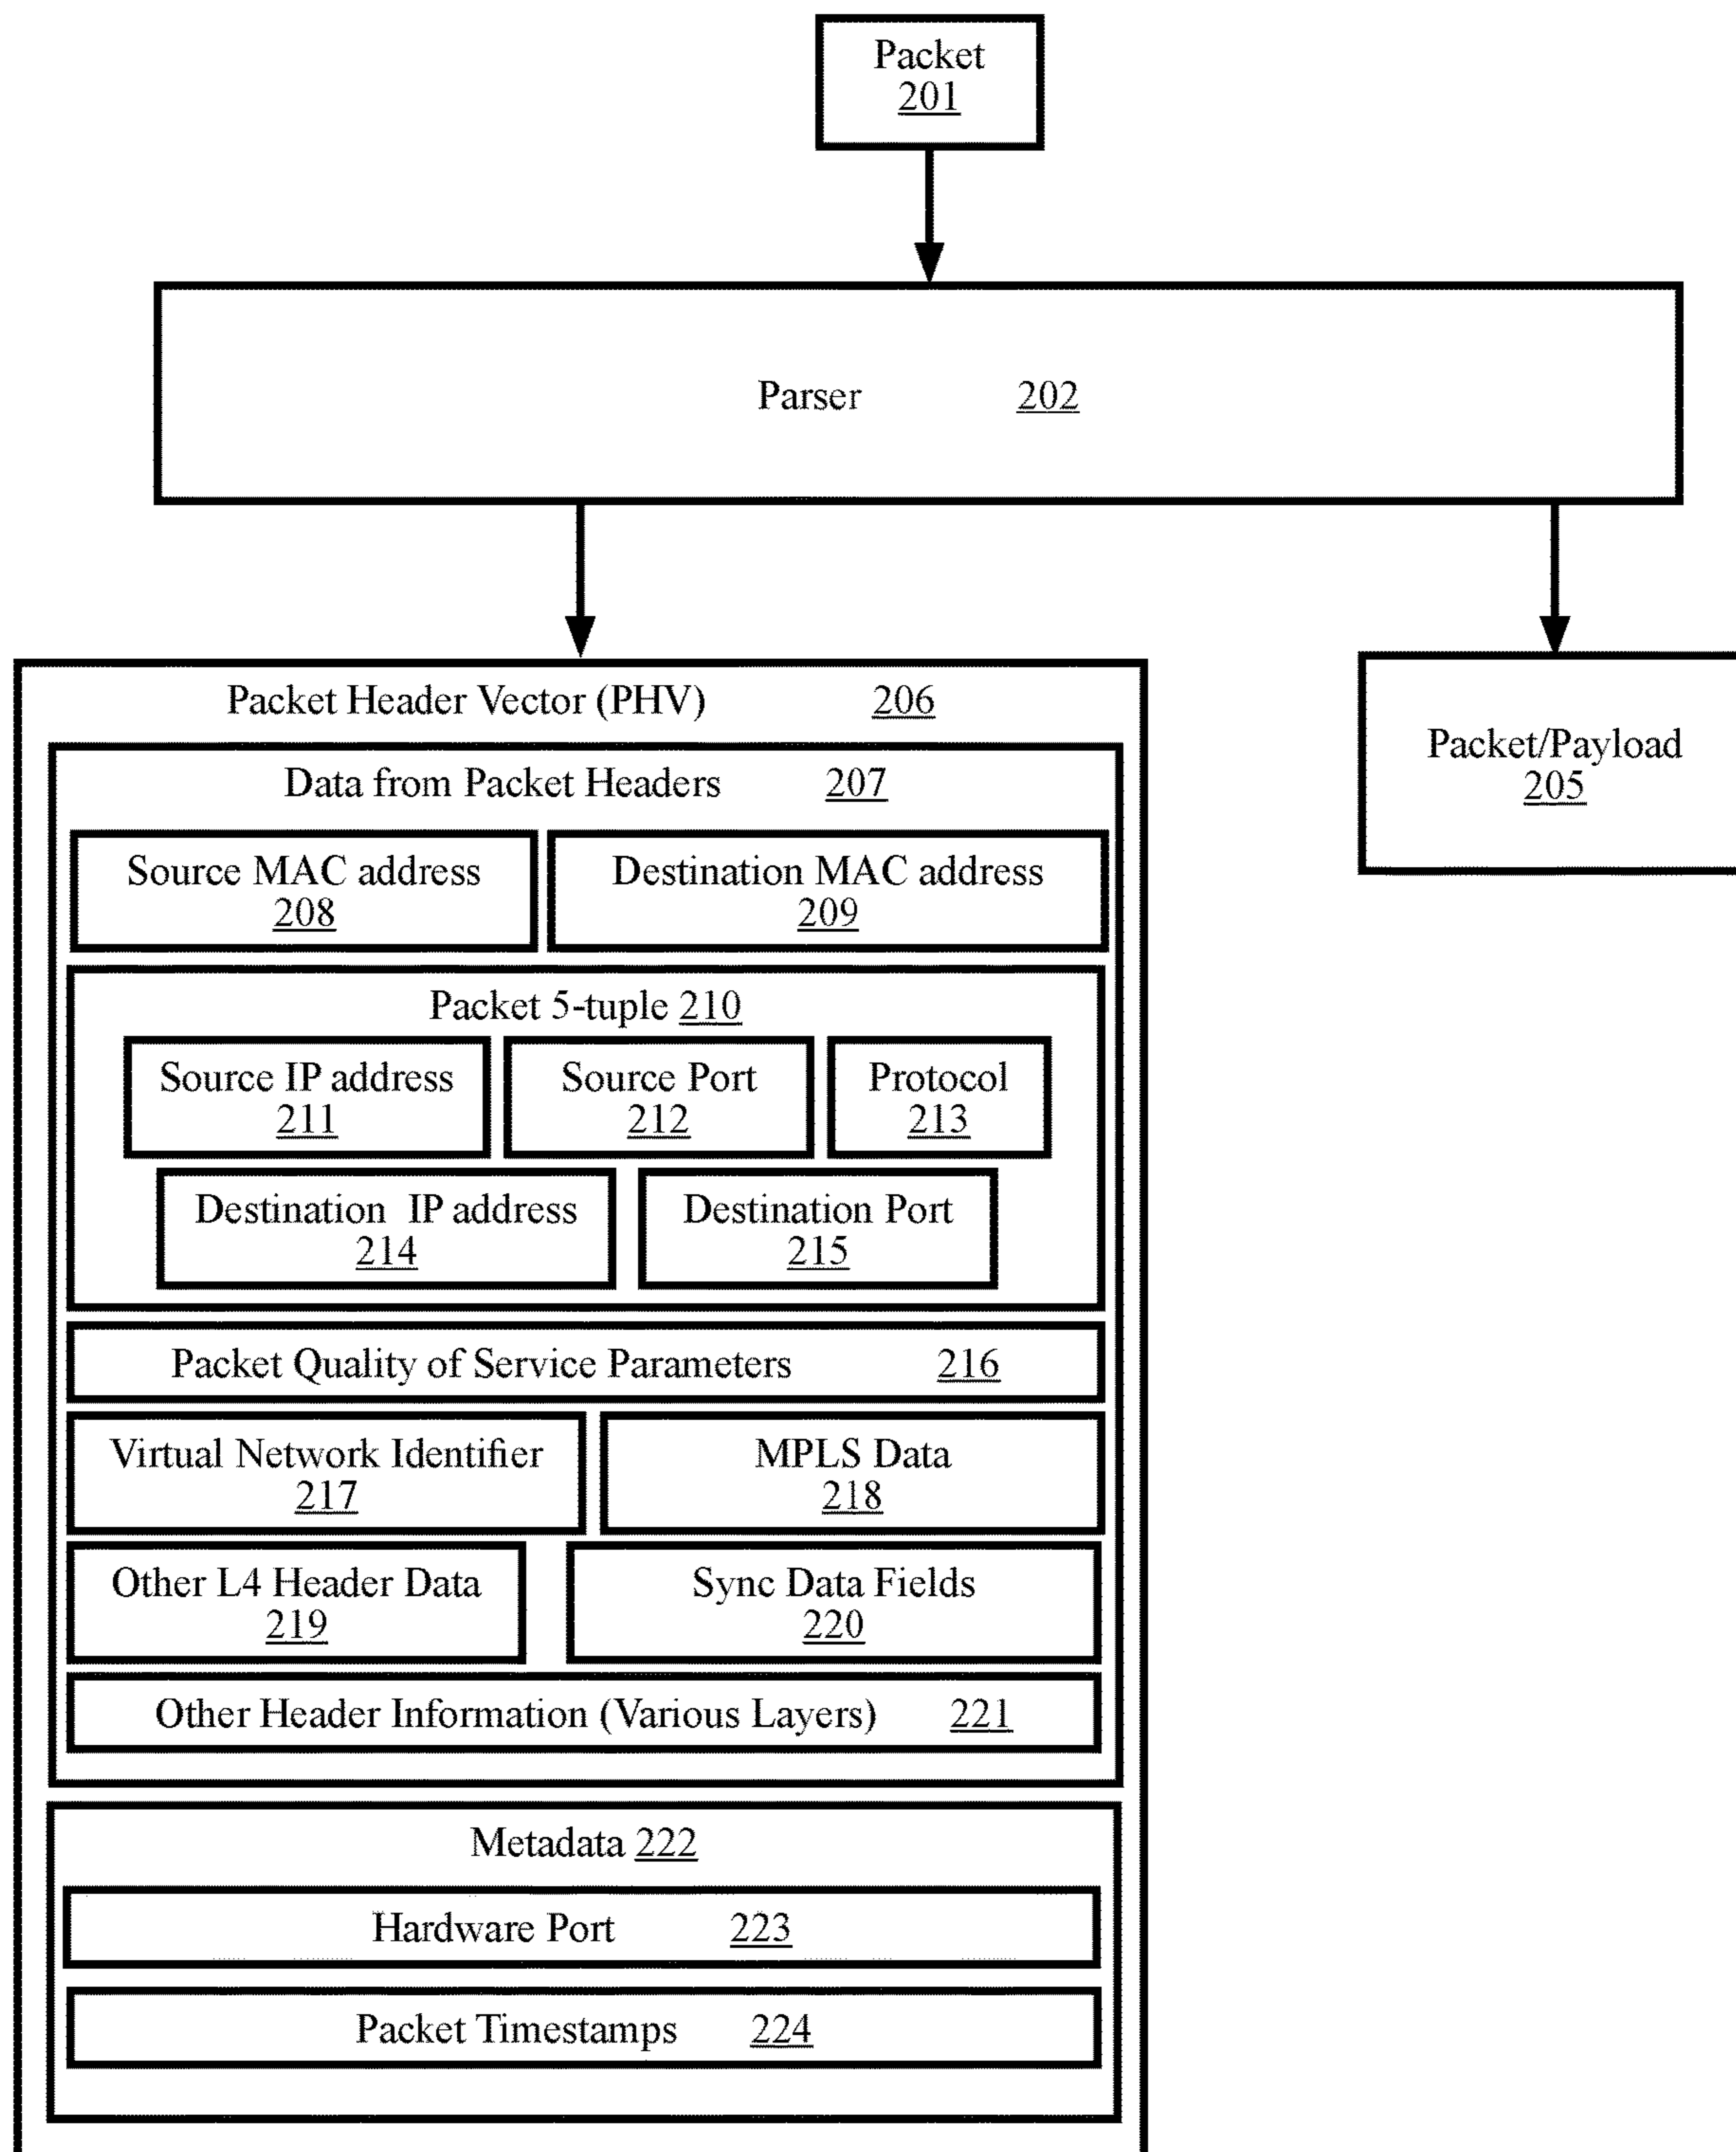 Packet
201
Parser 202
Packet Header Vector (PHV) 206
Data from Packet Headers 207
Source MAC address
208
Destination MAC address
209
Packet 5-tuple 210
Source IP address
211
Source Port
212
Protocol
213
Destination IP address
214
Destination Port
215
Packet Quality of Service Parameters 216
Virtual Network Identifier
217
MPLS Data
218
Other L4 Header Data
219
Sync Data Fields
220
Other Header Information (Various Layers) 221
Metadata 222
Hardware Port 223
Packet Timestamps 224
Packet/Payload
205